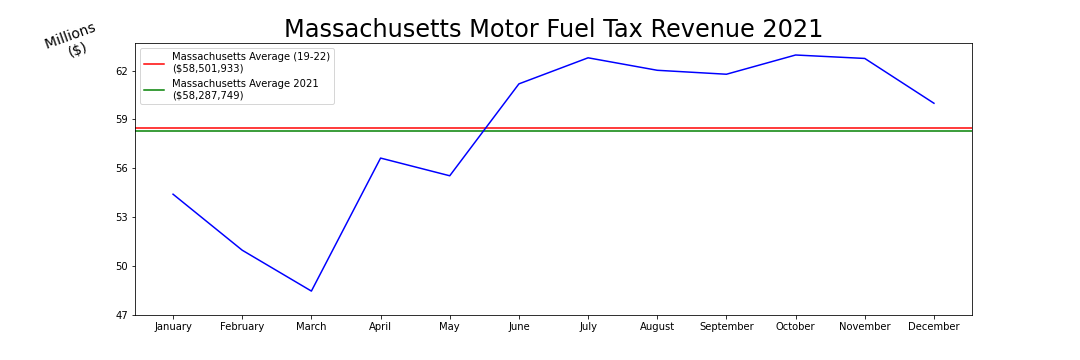 Massachusetts Motor Fuel Tax Revenue 2021
Millions
($)
Massachusetts Average (19-22)
($58,501,933)
Massachusetts Average 2021
($58,287,749)
62
59
56
53
50
47
January February March April May June July August September October November December